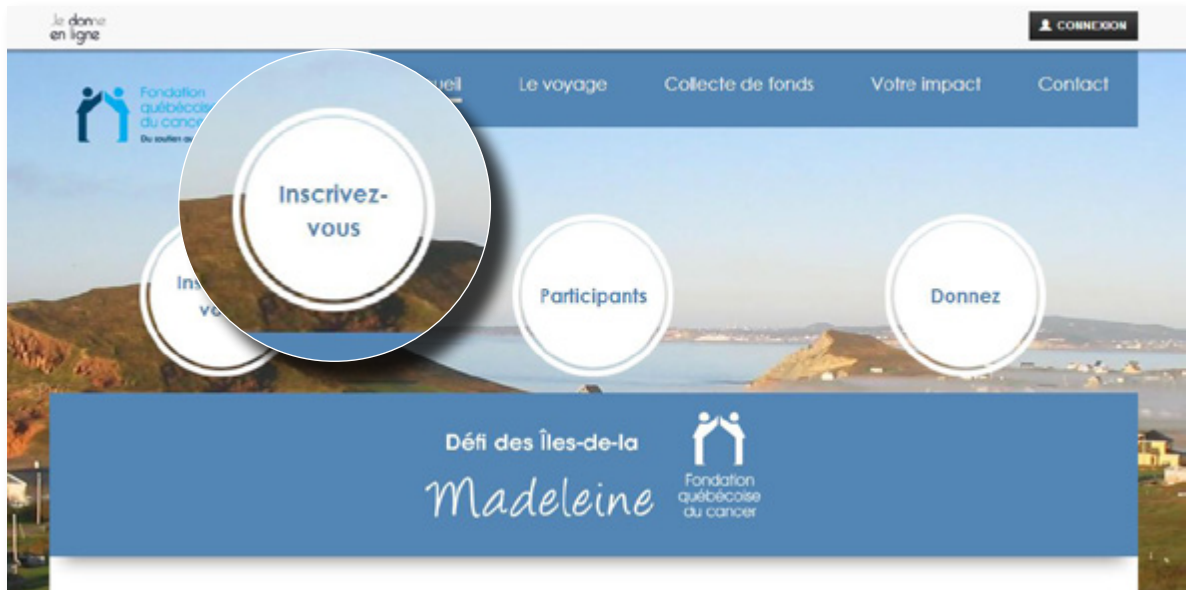 Je donne
en ligne
CONNEXION
Fondation
québécoise
du cancer
Le voyage
Collecte de fonds
Votre impact
Contact
Inscrivez-
vous
Participants
Donnez
Défi des Îles-de-la
Madeleine
Fondation
québécoise
du cancer